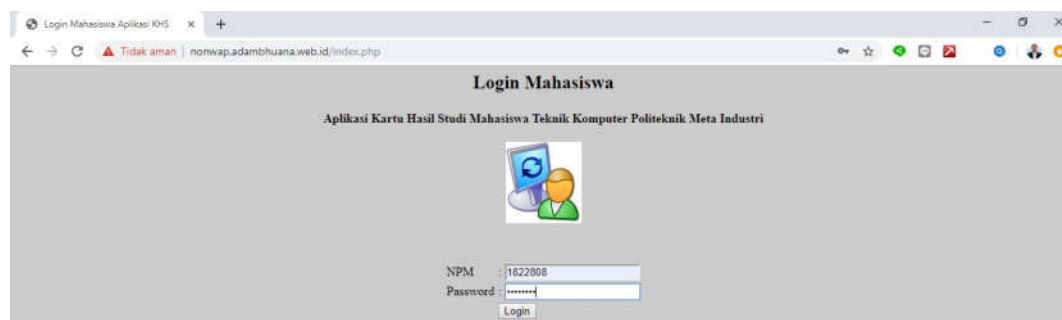 Login Mahasiswa Aplikasi KHS
Tidak aman | nonwap.adambhuana.web.id/index.php
Login Mahasiswa
Aplikasi Kartu Hasil Studi Mahasiswa Teknik Komputer Politeknik Meta Industri
NPM : 1822808
Password : ••••••••
Login